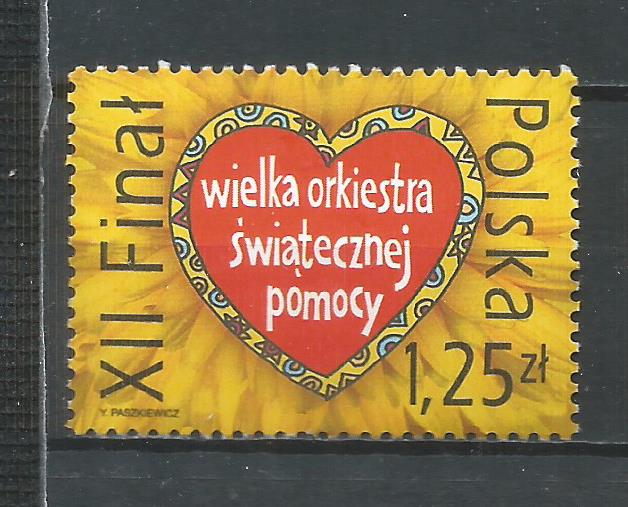 XII Finał
wielka orkiestra
świątecznej
pomocy
Polska
1,25 zł
Y. PASZKIEWICZ